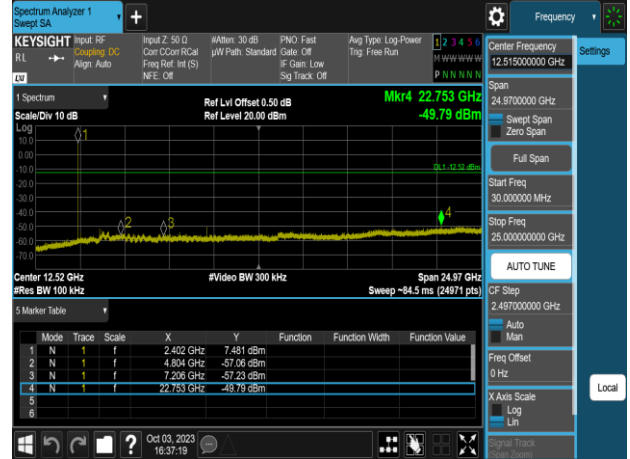 Spectrum Analyzer 1
Swept SA
Frequency
KEYSIGHT
RL
LXI
Input: RF
Coupling: DC
Align: Auto
Input Z: 50 Ω
Corr CCorr RCal
Freq Ref: Int (S)
NFE: Off
#Atten: 30 dB
µW Path: Standard
PNO: Fast
Gate: Off
IF Gain: Low
Sig Track: Off
Avg Type: Log-Power
Trig: Free Run
1 2 3 4 5 6
M W W W W W
P N N N N N
1 Spectrum
Scale/Div 10 dB
Ref Lvl Offset 0.50 dB
Ref Level 20.00 dBm
Mkr4 22.753 GHz
-49.79 dBm
Log
10.0
0.00
-10.0
-20.0
-30.0
-40.0
-50.0
-60.0
-70.0
1
2
3
4
DL1 -12.52 dBm
Center 12.52 GHz
#Res BW 100 kHz
#Video BW 300 kHz
Span 24.97 GHz
Sweep ~84.5 ms (24971 pts)
5 Marker Table
Mode Trace Scale X Y Function Function Width Function Value
1 N 1 f 2.402 GHz 7.481 dBm
2 N 1 f 4.804 GHz -57.06 dBm
3 N 1 f 7.206 GHz -57.23 dBm
4 N 1 f 22.753 GHz -49.79 dBm
5
6
?
Oct 03, 2023
16:37:19
Center Frequency
12.515000000 GHz
Settings
Span
24.9700000 GHz
Swept Span
Zero Span
Full Span
Start Freq
30.000000 MHz
Stop Freq
25.000000000 GHz
AUTO TUNE
CF Step
2.497000000 GHz
Auto
Man
Freq Offset
0 Hz
X Axis Scale
Log
Lin
Local
Signal Track
(Span Zoom)